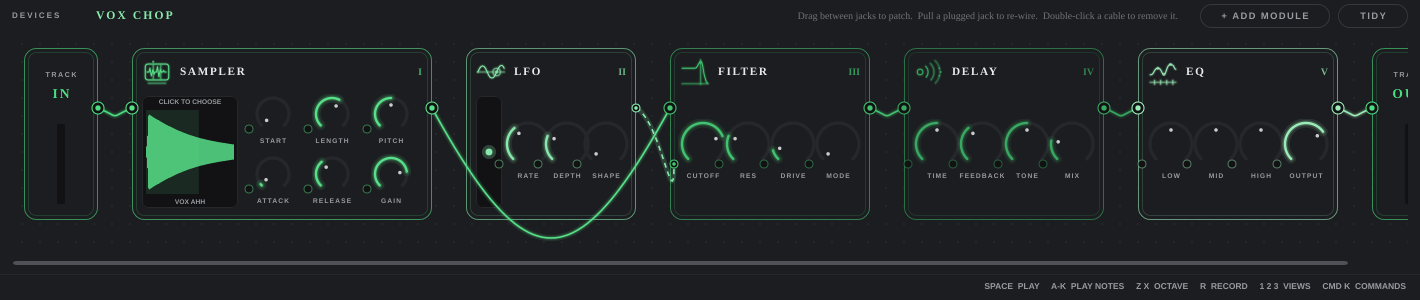 DEVICES VOX CHOP Drag between jacks to patch. Pull a plugged jack to re-wire. Double-click a cable to remove it. + ADD MODULE TIDY
TRACK
IN
SAMPLER I
CLICK TO CHOOSE
VOX AHH
START LENGTH PITCH
ATTACK RELEASE GAIN
LFO II
RATE DEPTH SHAPE
FILTER III
CUTOFF RES DRIVE MODE
DELAY IV
TIME FEEDBACK TONE MIX
EQ V
LOW MID HIGH OUTPUT
SPACE PLAY A-K PLAY NOTES Z X OCTAVE R RECORD 1 2 3 VIEWS CMD K COMMANDS